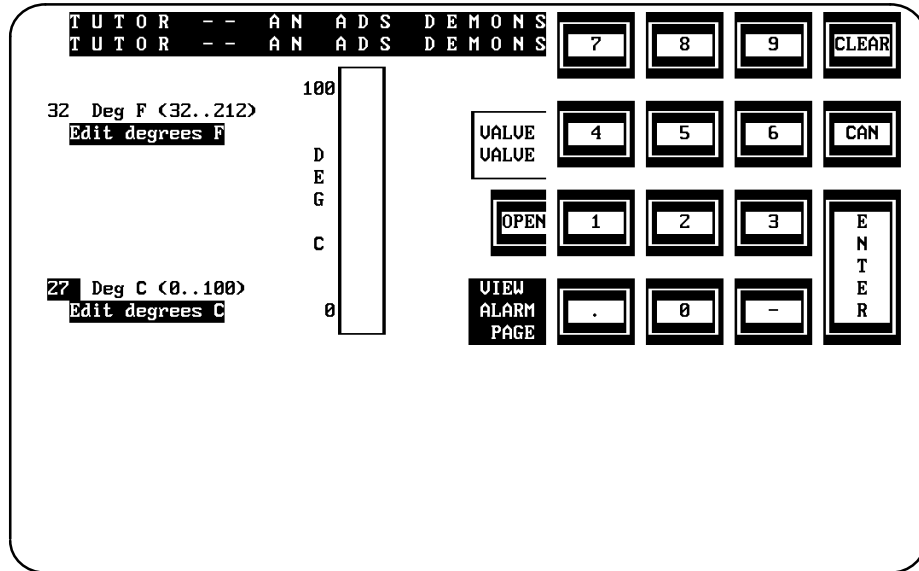 TUTOR -- AN ADS DEMONS
TUTOR -- AN ADS DEMONS
7 8 9 CLEAR
100
32 Deg F (32..212)
Edit degrees F
VALUE
VALUE
4 5 6 CAN
DEG C
OPEN
1 2 3 ENTER
27 Deg C (0..100)
Edit degrees C
0
VIEW
ALARM
PAGE
. 0 -